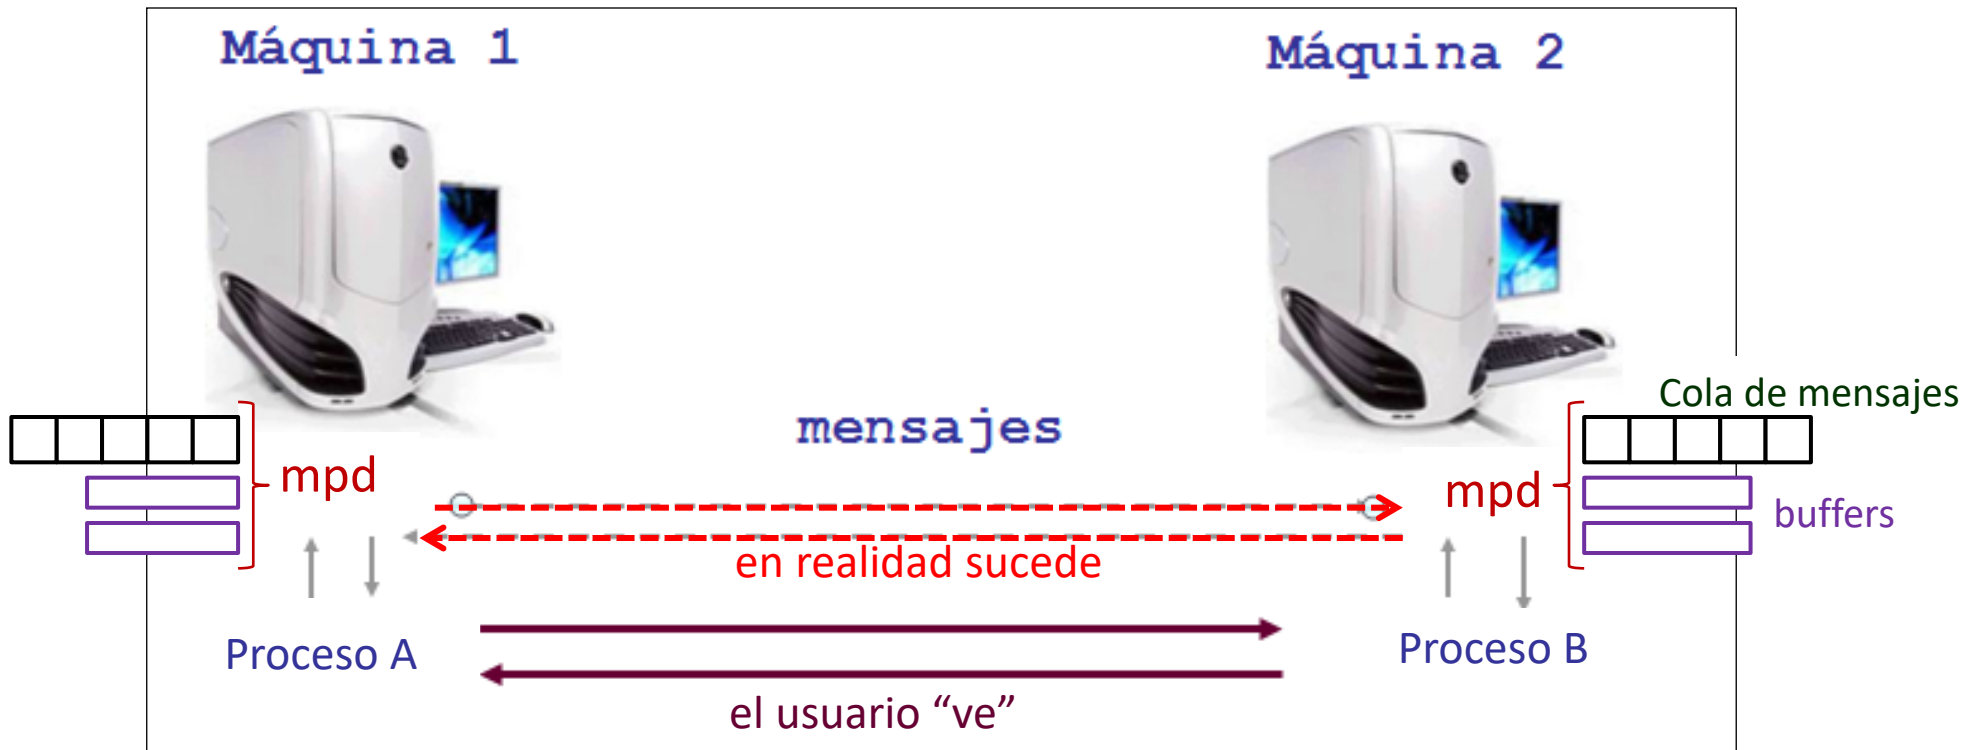 Máquina 1
Máquina 2
Cola de mensajes
mensajes
mpd
mpd
buffers
en realidad sucede
Proceso A
Proceso B
el usuario “ve”